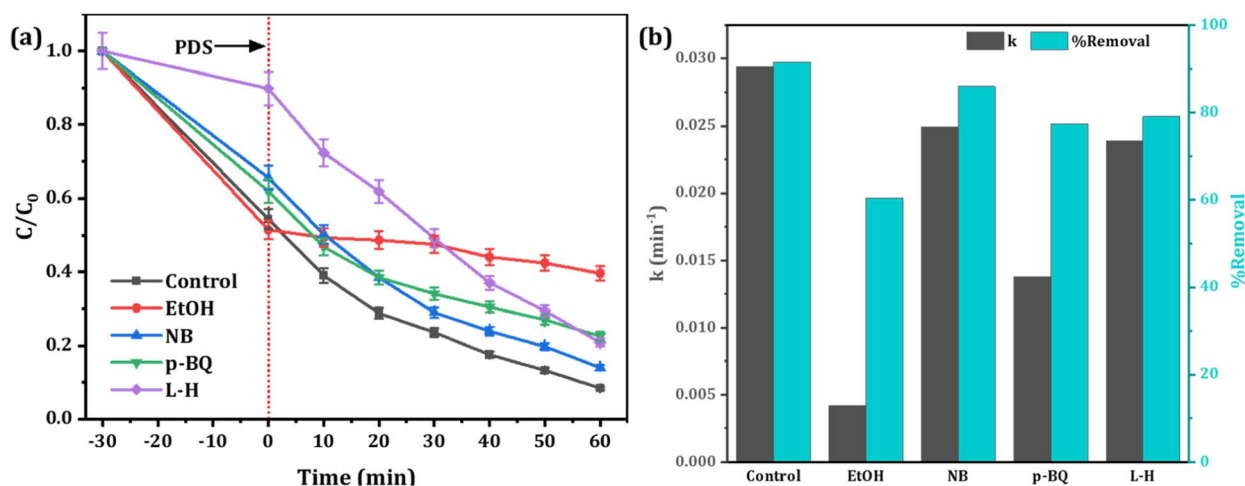 (a)
PDS
C/C0
1.0
0.8
0.6
0.4
0.2
0.0
Control
EtOH
NB
p-BQ
L-H
-30 -20 -10 0 10 20 30 40 50 60
Time (min)
(b)
k %Removal
k (min-1)
0.030
0.025
0.020
0.015
0.010
0.005
0.000
100
80
60
40
20
0
%Removal
Control EtOH NB p-BQ L-H